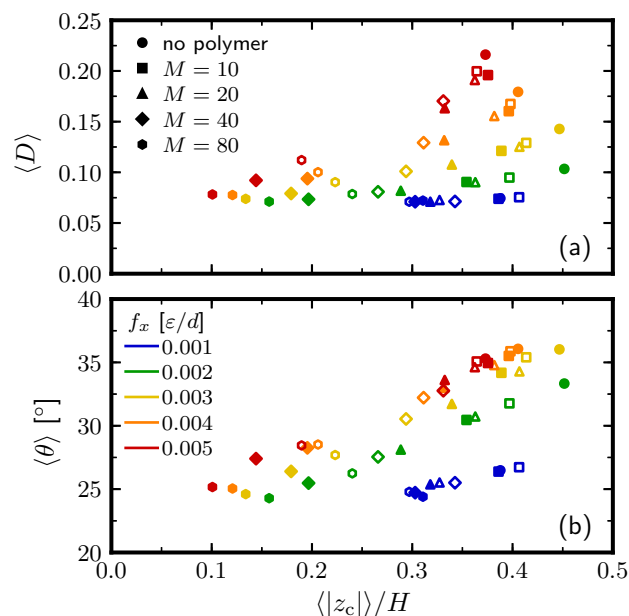 0.25
0.20
0.15
0.10
0.05
0.00
⟨D⟩
no polymer
M = 10
M = 20
M = 40
M = 80
(a)
40
35
30
25
20
⟨θ⟩ [°]
f_x [ε/d]
0.001
0.002
0.003
0.004
0.005
(b)
0.0 0.1 0.2 0.3 0.4 0.5
⟨|z_c|⟩/H